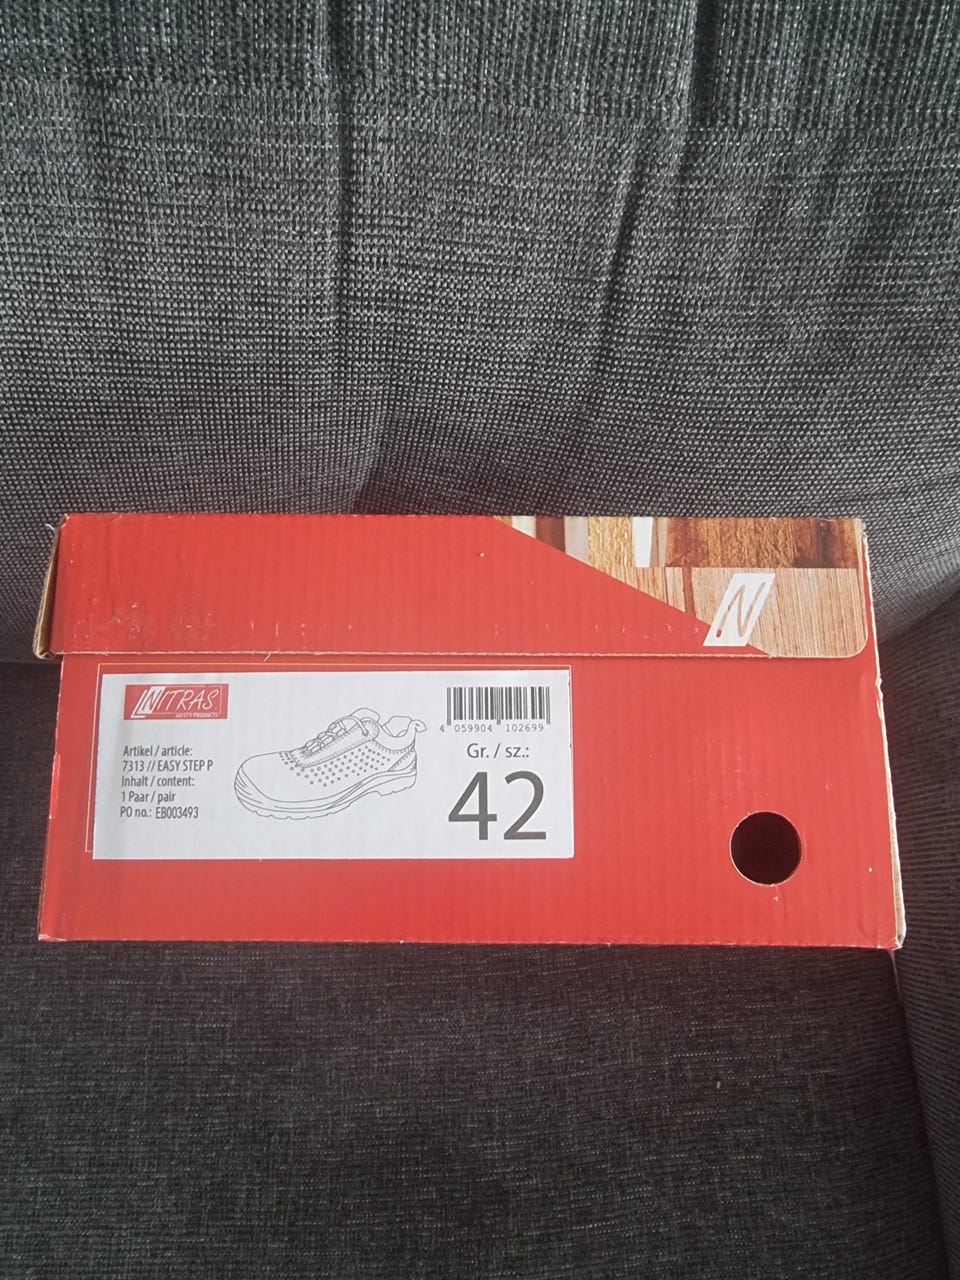 N
NITRAS
SAFETY PRODUCTS
Artikel / article:
7313 // EASY STEP P
Inhalt / content:
1 Paar / pair
PO no.: EB003493
4 059904 102699
Gr. / sz.:
42